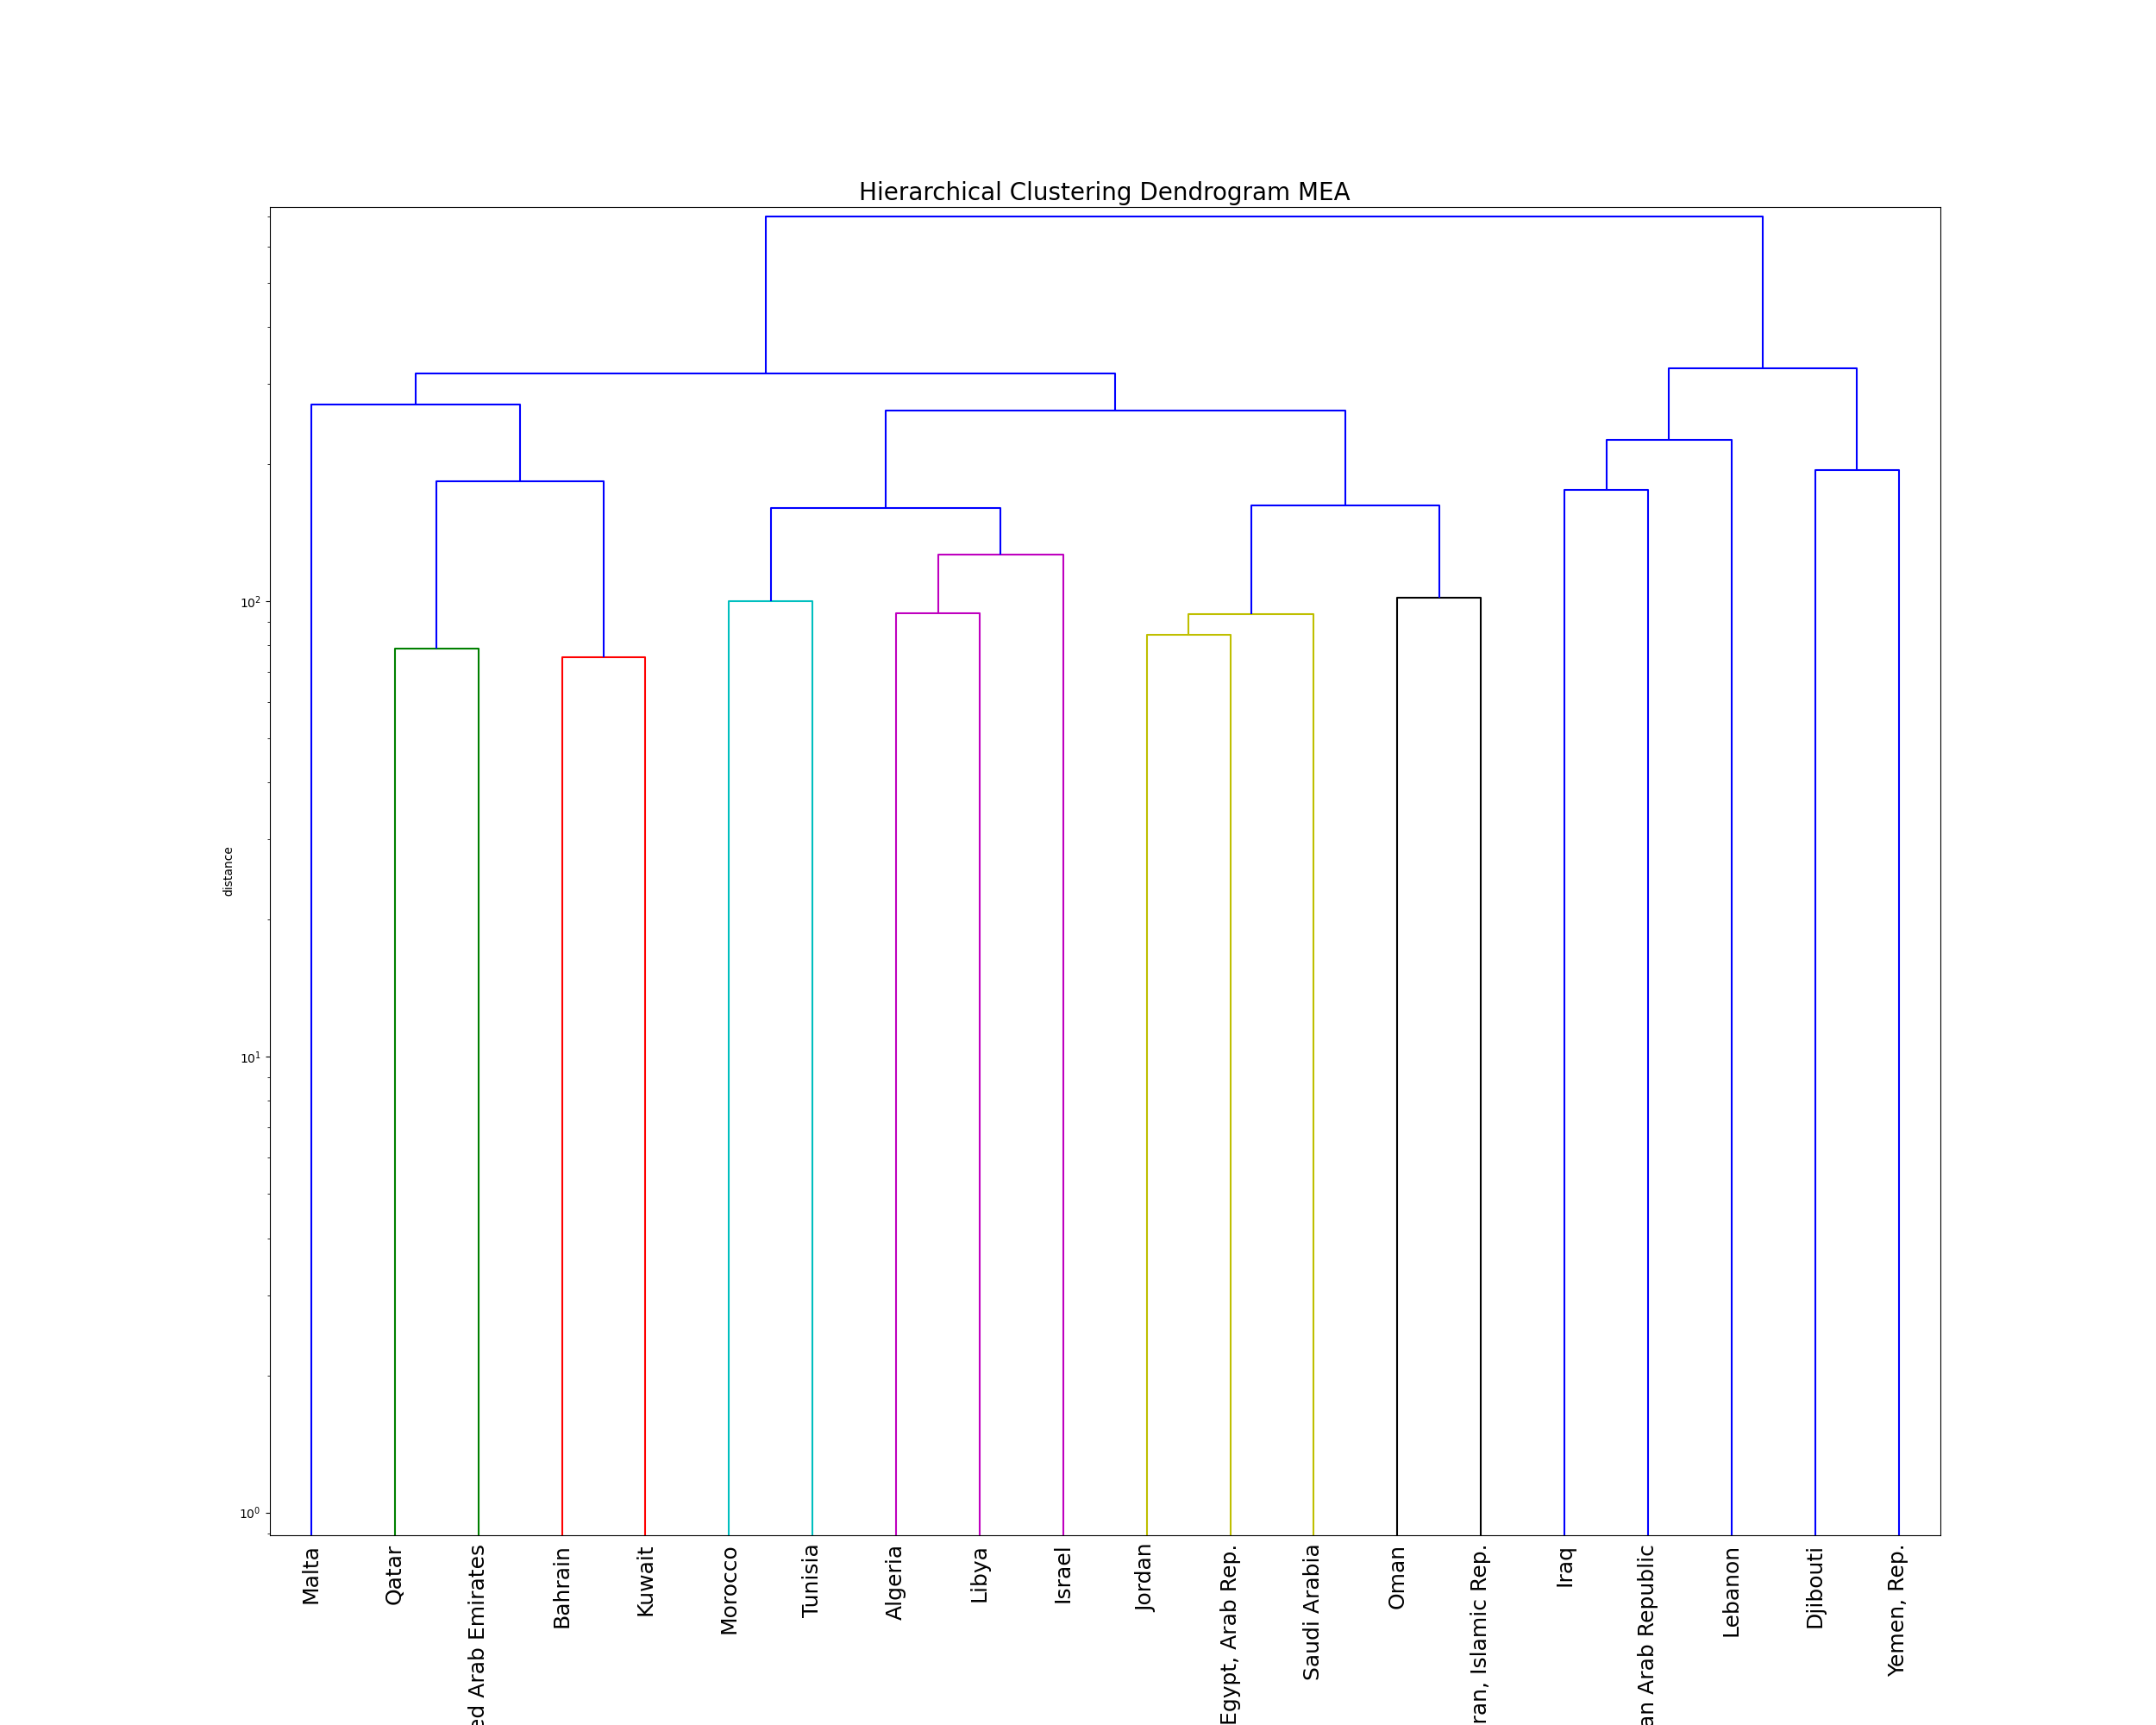 Hierarchical Clustering Dendrogram MEA
10²
10¹
10⁰
distance
Malta
Qatar
ed Arab Emirates
Bahrain
Kuwait
Morocco
Tunisia
Algeria
Libya
Israel
Jordan
Egypt, Arab Rep.
Saudi Arabia
Oman
ran, Islamic Rep.
Iraq
an Arab Republic
Lebanon
Djibouti
Yemen, Rep.